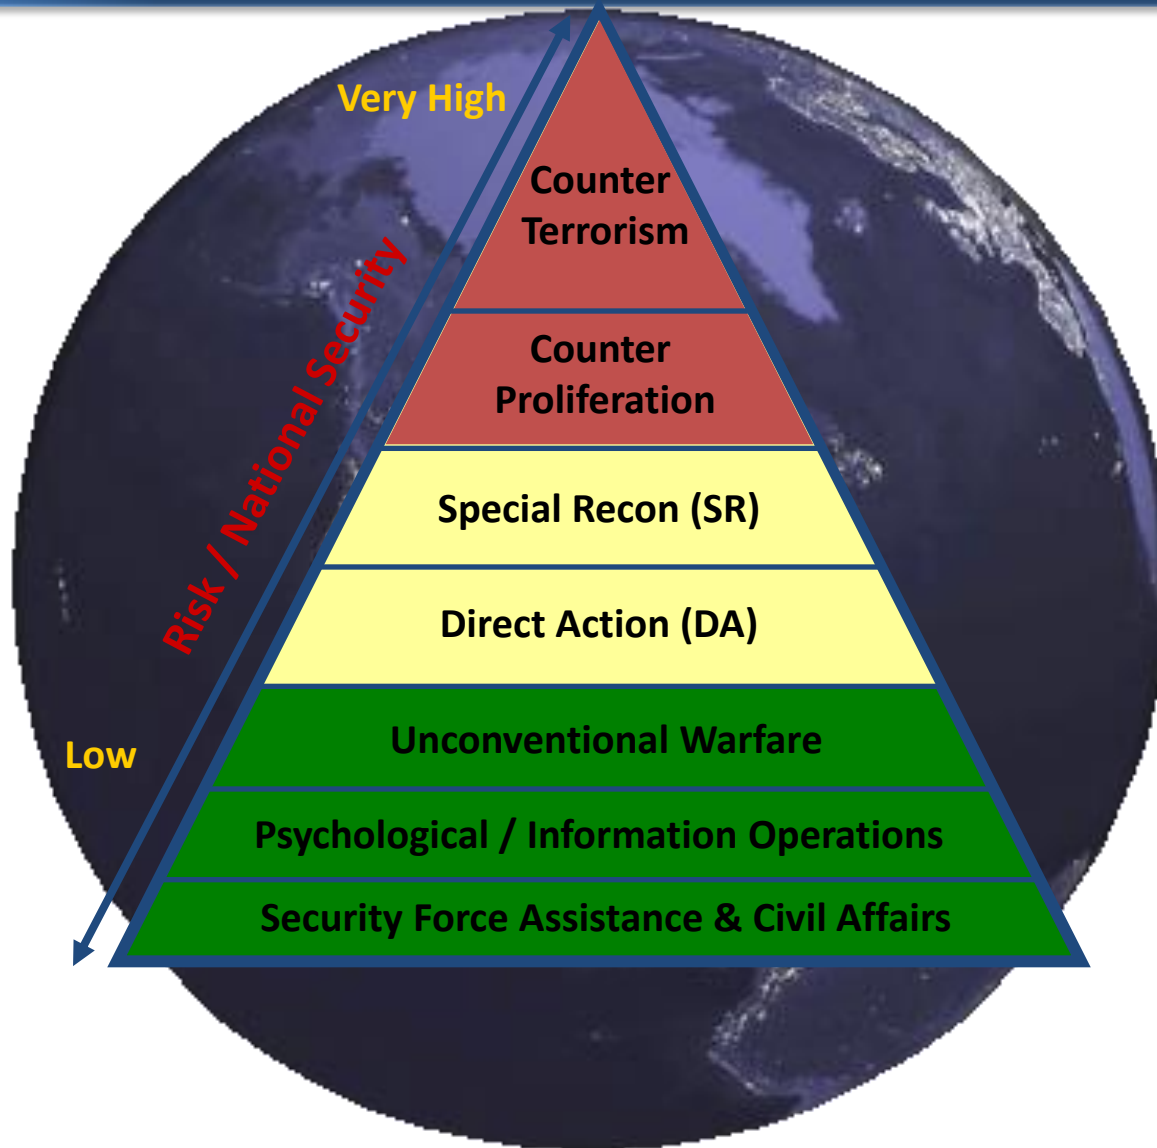 Very High
Counter
Terrorism
Risk / National Security
Counter
Proliferation
Special Recon (SR)
Direct Action (DA)
Low
Unconventional Warfare
Psychological / Information Operations
Security Force Assistance & Civil Affairs